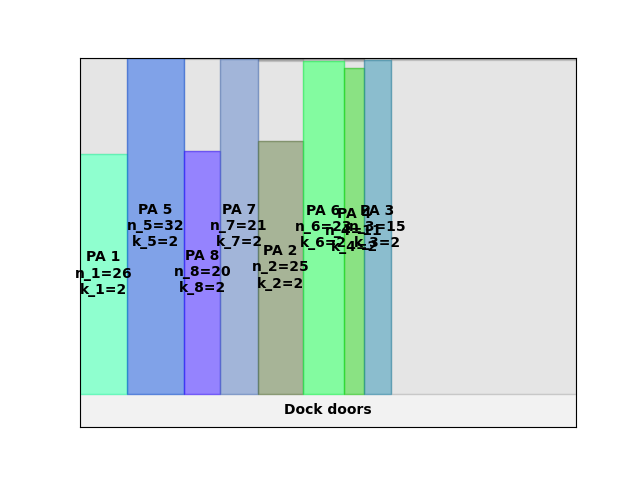 PA 1
n_1=26
k_1=2
PA 5
n_5=32
k_5=2
PA 8
n_8=20
k_8=2
PA 7
n_7=21
k_7=2
PA 2
n_2=25
k_2=2
PA 6
n_6=23
k_6=2
PA 4
n_4=11
k_4=2
PA 3
n_3=15
k_3=2
Dock doors